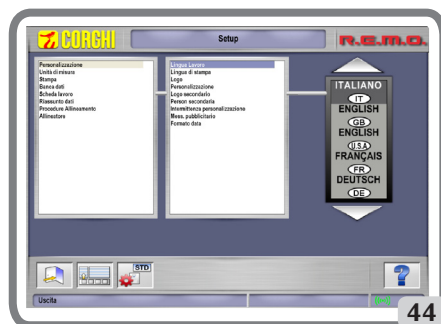 CORGHI
Setup
R.E.M.O.
Personalizzazione
Unità di misura
Stampa
Banca dati
Scheda lavoro
Riassunto dati
Procedure Allineamento
Allineatore
Lingua Lavoro
Lingua di stampa
Logo
Personalizzazione
Logo secondario
Person secondaria
Intermittenza personalizzazione
Mess. pubblicitario
Formato data
ITALIANO
IT
ENGLISH
GB
ENGLISH
U.S.A
FRANÇAIS
FR
DEUTSCH
DE
STD
?
Uscita
44